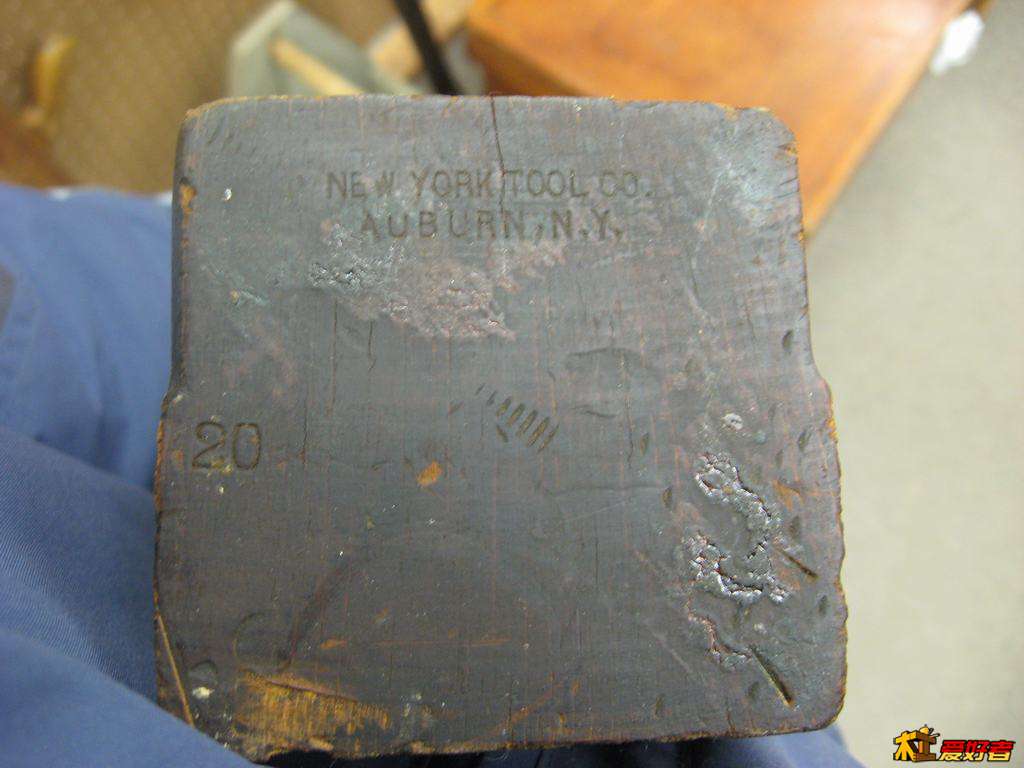 NEW YORK TOOL CO.
AUBURN, N.Y.
20
木工爱好者